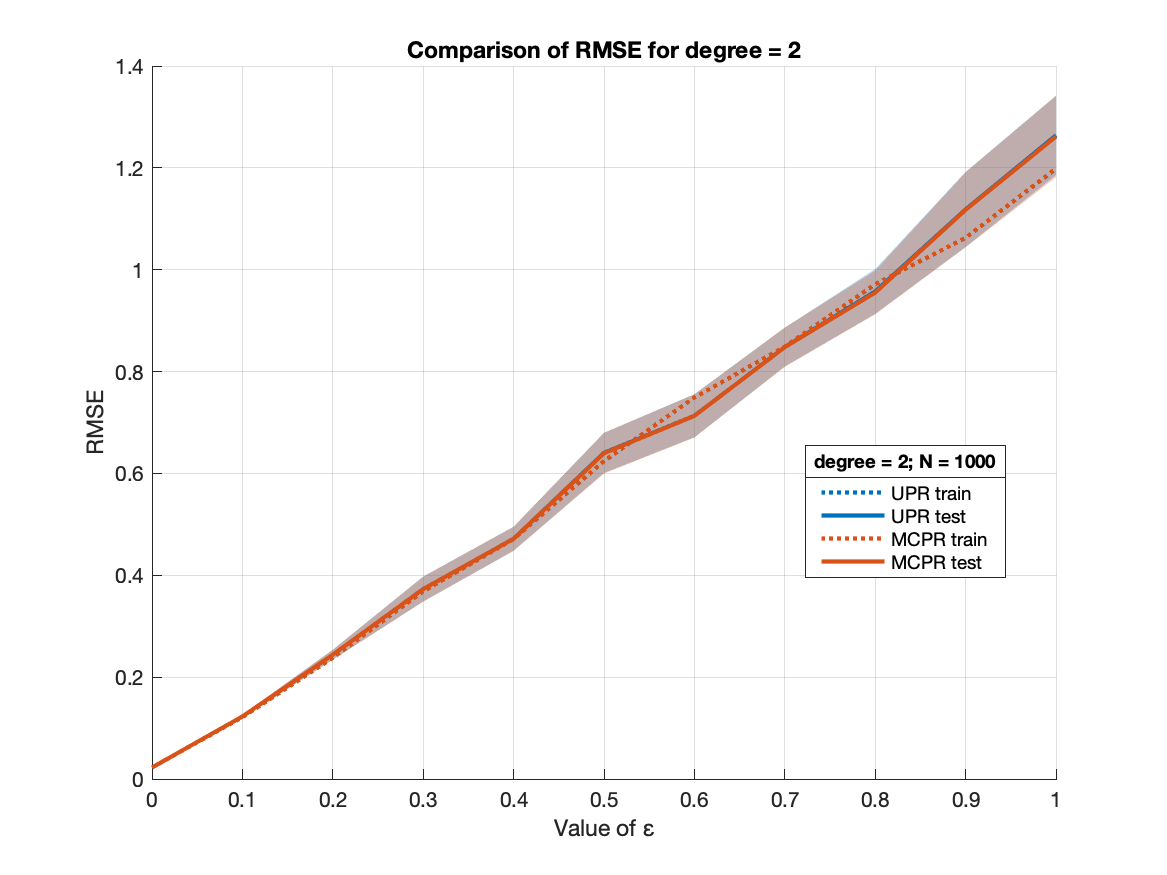 Comparison of RMSE for degree = 2
1.4
1.2
1
0.8
0.6
0.4
0.2
0
RMSE
degree = 2; N = 1000
UPR train
UPR test
MCPR train
MCPR test
0 0.1 0.2 0.3 0.4 0.5 0.6 0.7 0.8 0.9 1
Value of ε